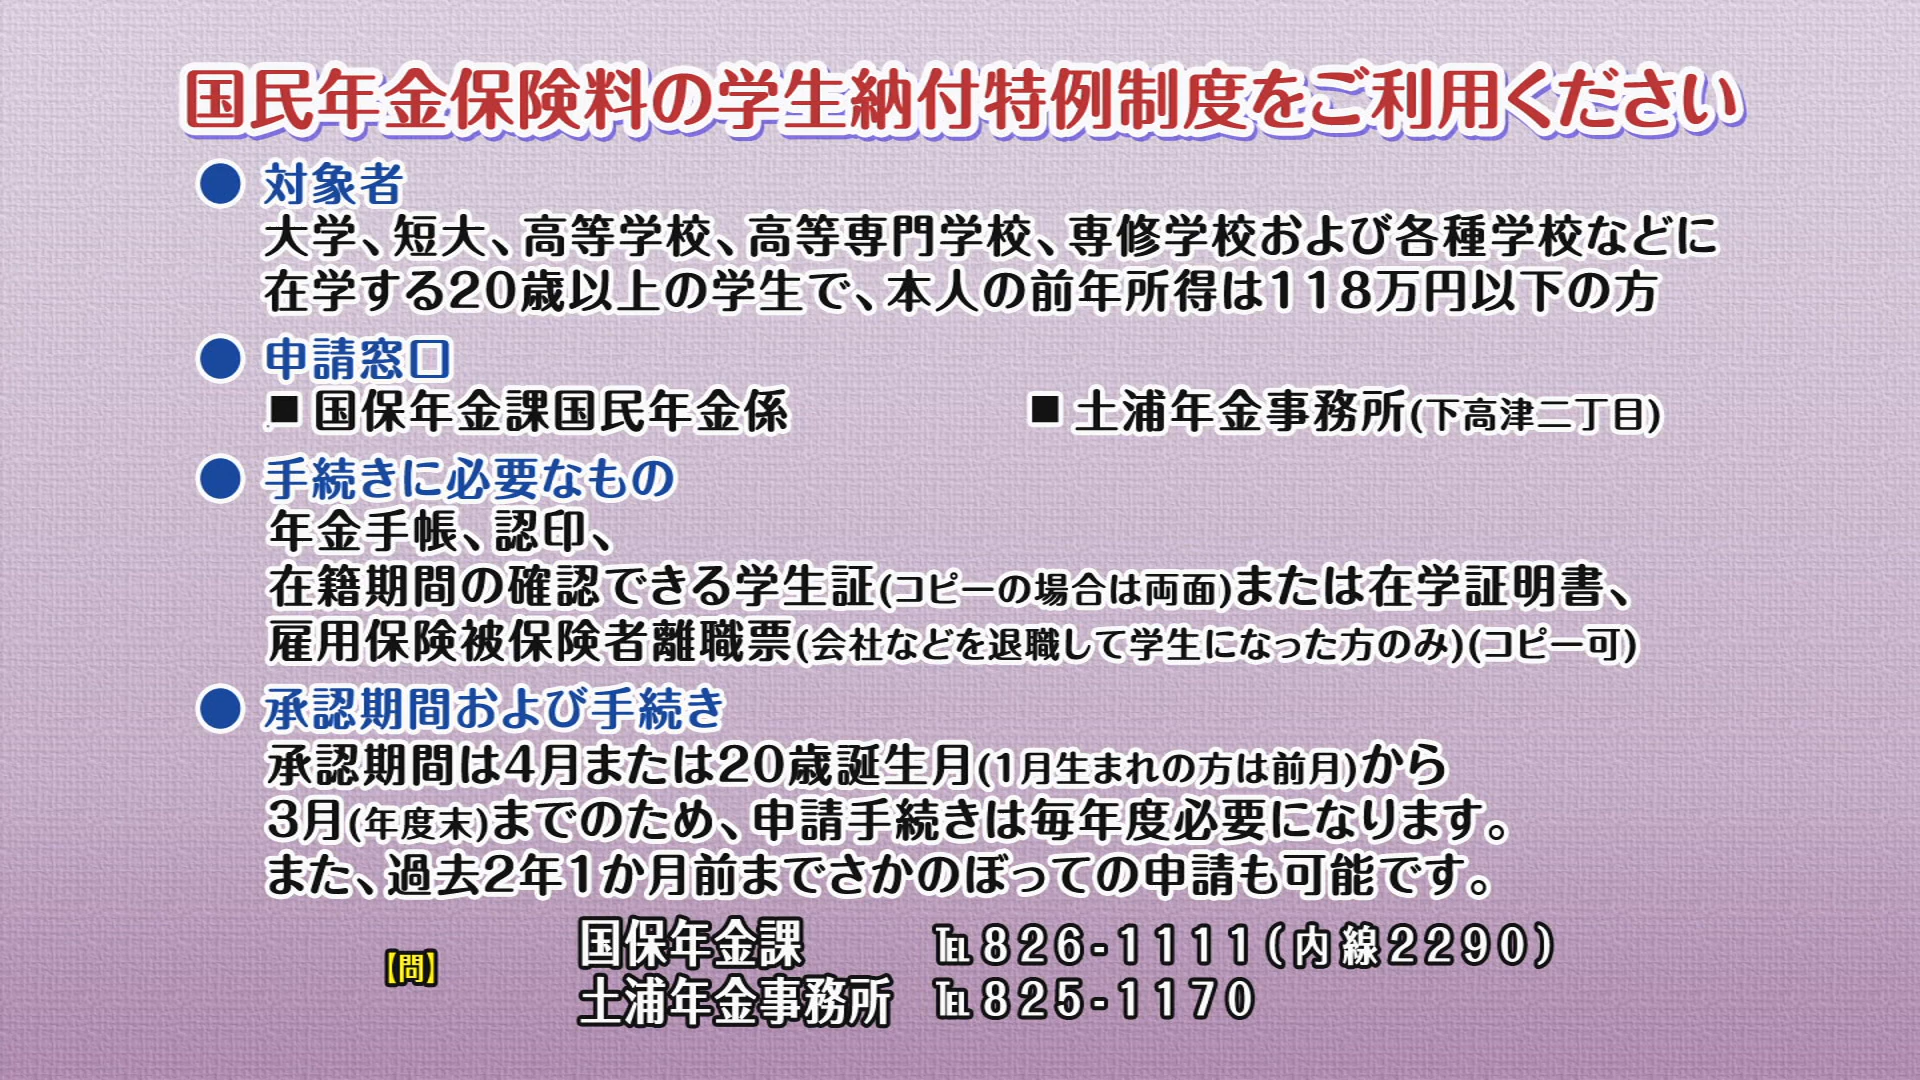 国民年金保険料の学生納付特例制度をご利用ください
● 対象者
大学、短大、高等学校、高等専門学校、専修学校および各種学校などに
在学する20歳以上の学生で、本人の前年所得は118万円以下の方
● 申請窓口
■ 国保年金課国民年金係 ■ 土浦年金事務所(下高津二丁目)
● 手続きに必要なもの
年金手帳、認印、
在籍期間の確認できる学生証(コピーの場合は両面)または在学証明書、
雇用保険被保険者離職票(会社などを退職して学生になった方のみ)(コピー可)
● 承認期間および手続き
承認期間は4月または20歳誕生月(1月生まれの方は前月)から
3月(年度末)までのため、申請手続きは毎年度必要になります。
また、過去2年1か月前までさかのぼっての申請も可能です。
【問】 国保年金課 ℡826-1111(内線2290)
土浦年金事務所 ℡825-1170